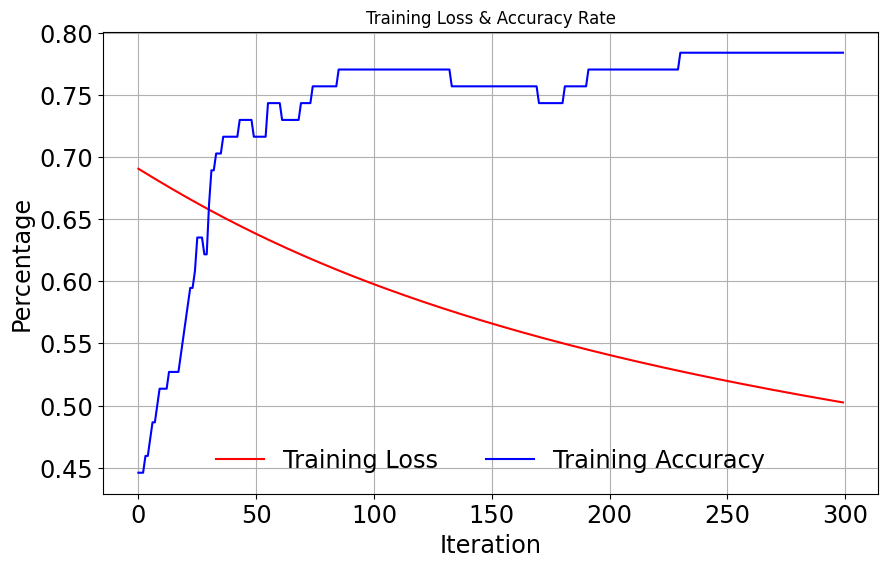 Training Loss & Accuracy Rate
0.80
0.75
0.70
0.65
0.60
0.55
0.50
0.45
Percentage
Training Loss
Training Accuracy
0 50 100 150 200 250 300
Iteration